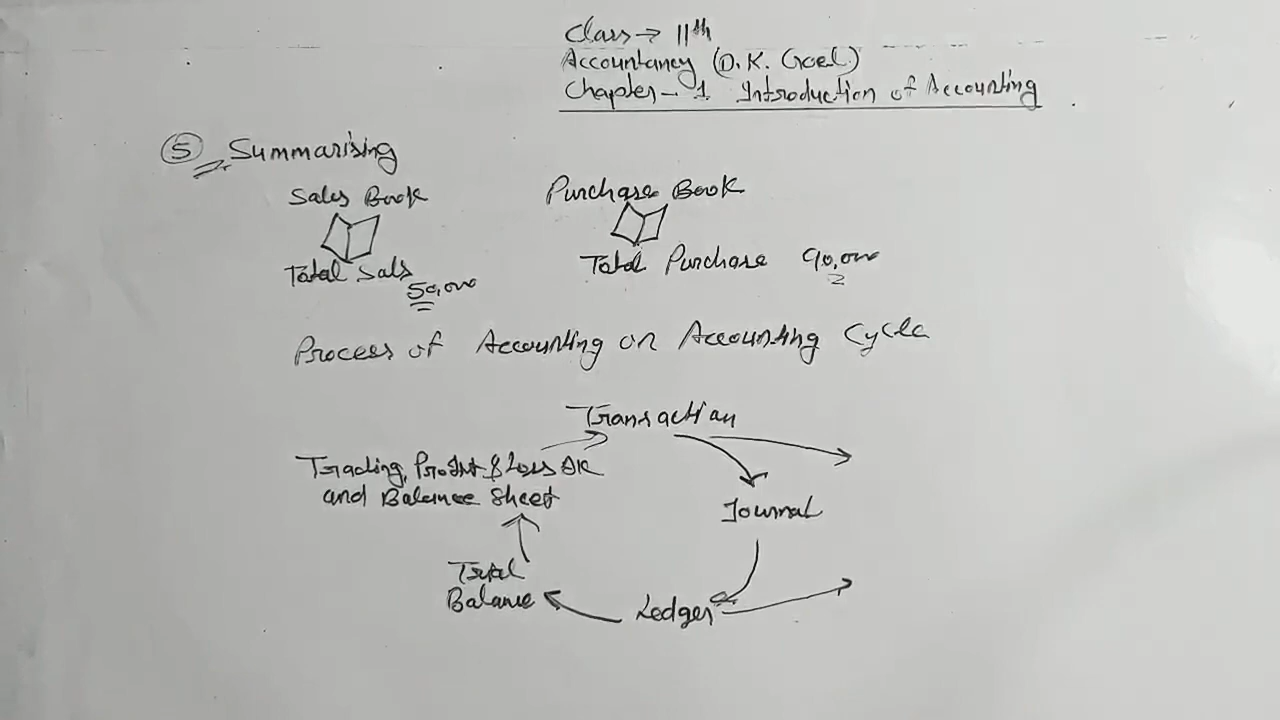 Class → 11th
Accountancy (D.K. Goel)
Chapter - 1 Introduction of Accounting
⑤ Summarising
Sales Book
Purchase Book
Total Sals
50,000
Total Purchase 90,000
Process of Accounting or Accounting Cycle
Transaction
Trading, Profit & Loss A/c
and Balance Sheet
Journal
Trial
Balance
Ledger